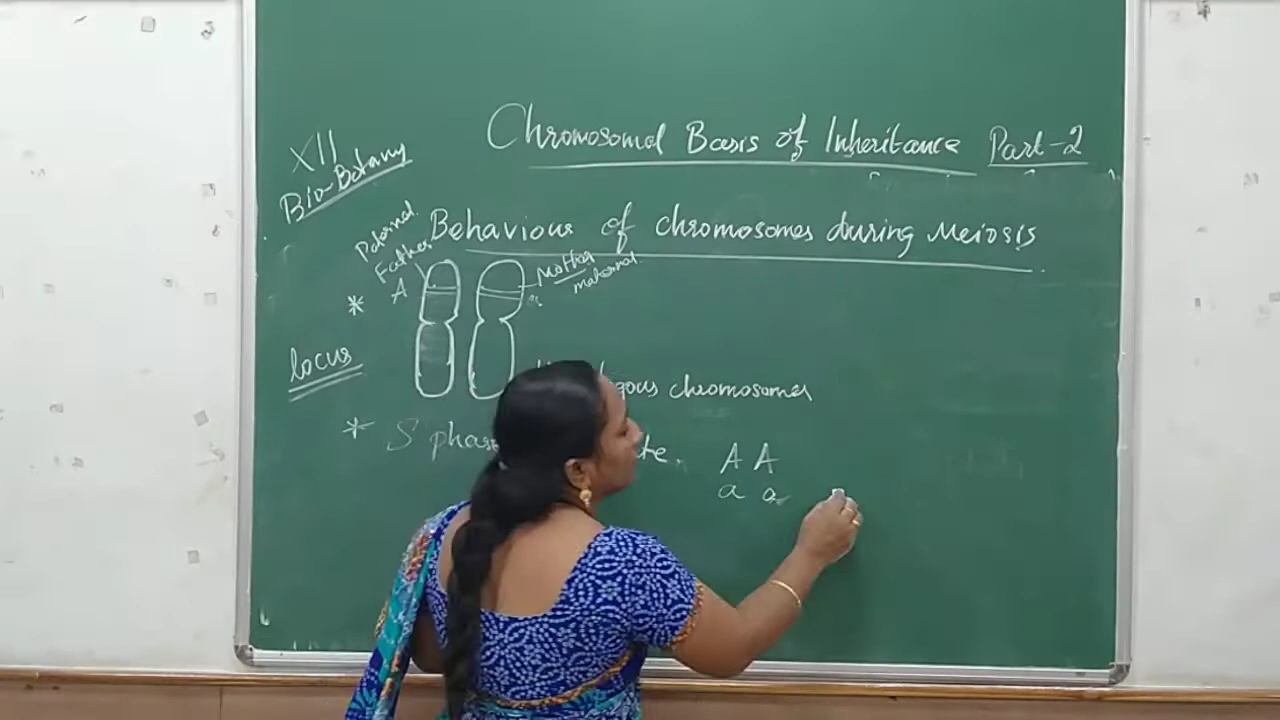 Chromosomal Basis of Inheritance Part-2
XII
Bio-Botany
Behaviour of chromosomes during Meiosis
Paternal
Father
A
Mother
maternal
a
*
locus
chromosomes
* S phase
A A
a a